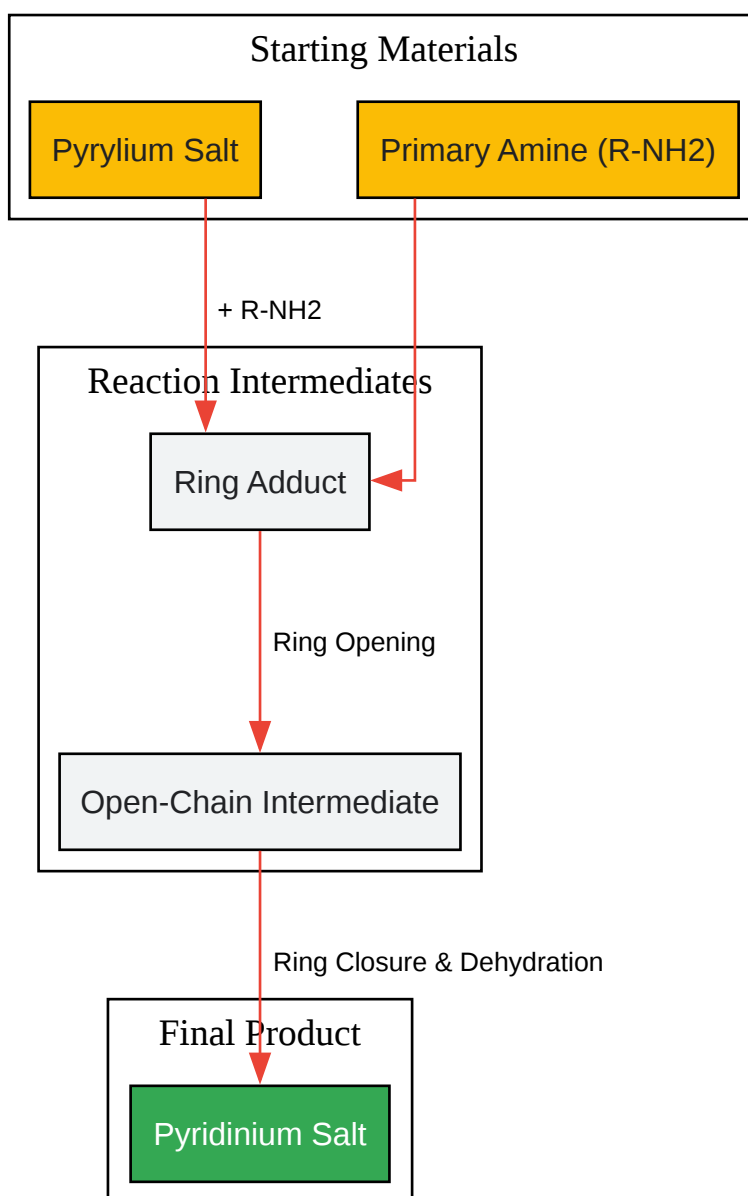 Starting Materials
Pyrylium Salt
Primary Amine (R-NH2)
+ R-NH2
Reaction Intermediates
Ring Adduct
Ring Opening
Open-Chain Intermediate
Ring Closure & Dehydration
Final Product
Pyridinium Salt